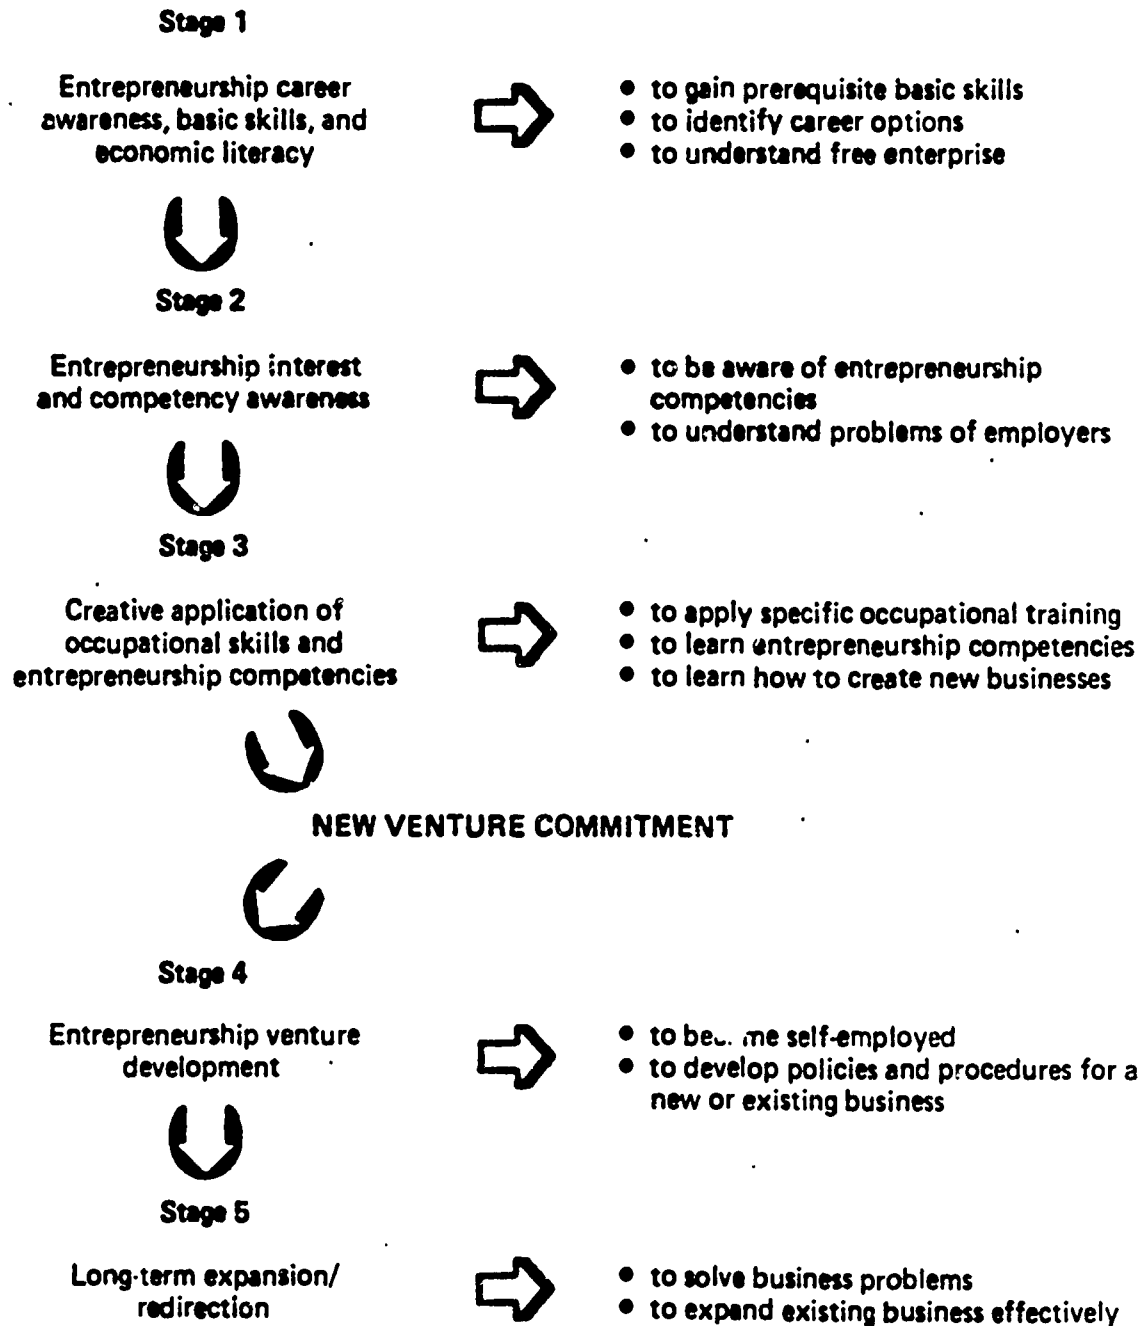 Stage 1
Entrepreneurship career
awareness, basic skills, and
economic literacy
• to gain prerequisite basic skills
• to identify career options
• to understand free enterprise
Stage 2
Entrepreneurship interest
and competency awareness
• to be aware of entrepreneurship
competencies
• to understand problems of employers
Stage 3
Creative application of
occupational skills and
entrepreneurship competencies
• to apply specific occupational training
• to learn entrepreneurship competencies
• to learn how to create new businesses
NEW VENTURE COMMITMENT
Stage 4
Entrepreneurship venture
development
• to self-employed
• to develop policies and procedures for a
new or existing business
Stage 5
Long-term expansion/
redirection
• to solve business problems
• to expand existing business effectively